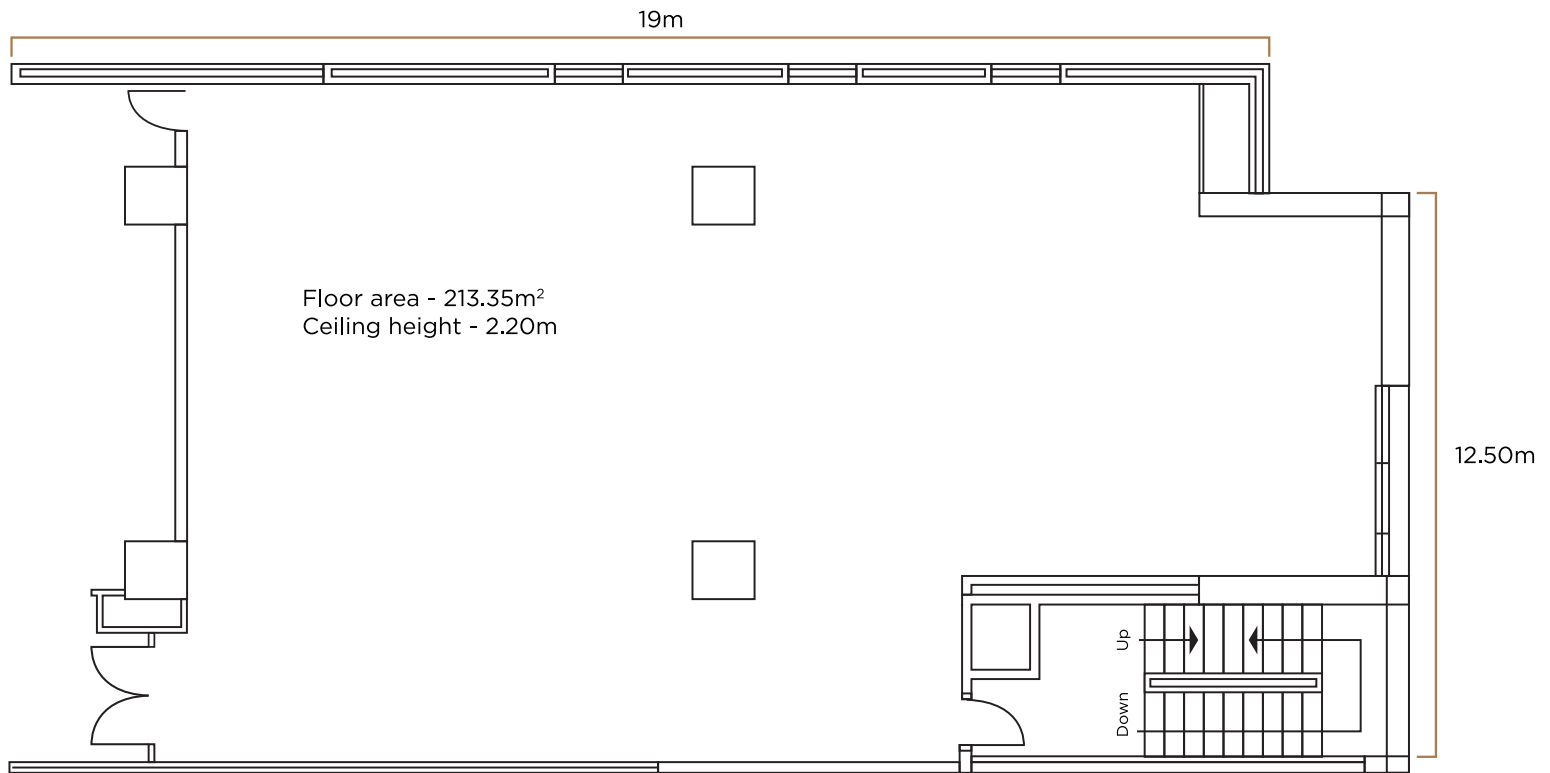 19m
Floor area - 213.35m²
Ceiling height - 2.20m
12.50m
Up
Down